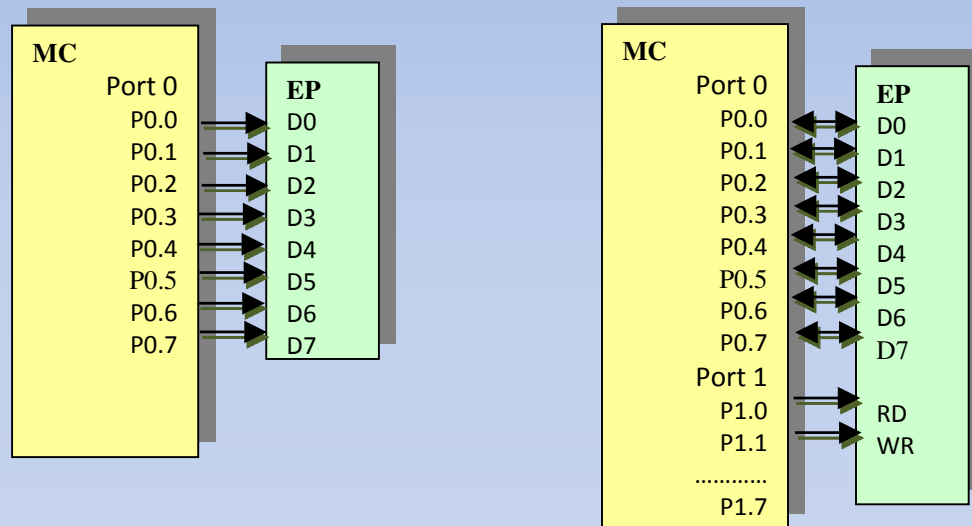 MC
Port 0
P0.0
P0.1
P0.2
P0.3
P0.4
P0.5
P0.6
P0.7
EP
D0
D1
D2
D3
D4
D5
D6
D7
MC
Port 0
P0.0
P0.1
P0.2
P0.3
P0.4
P0.5
P0.6
P0.7
Port 1
P1.0
P1.1
............
P1.7
EP
D0
D1
D2
D3
D4
D5
D6
D7
RD
WR